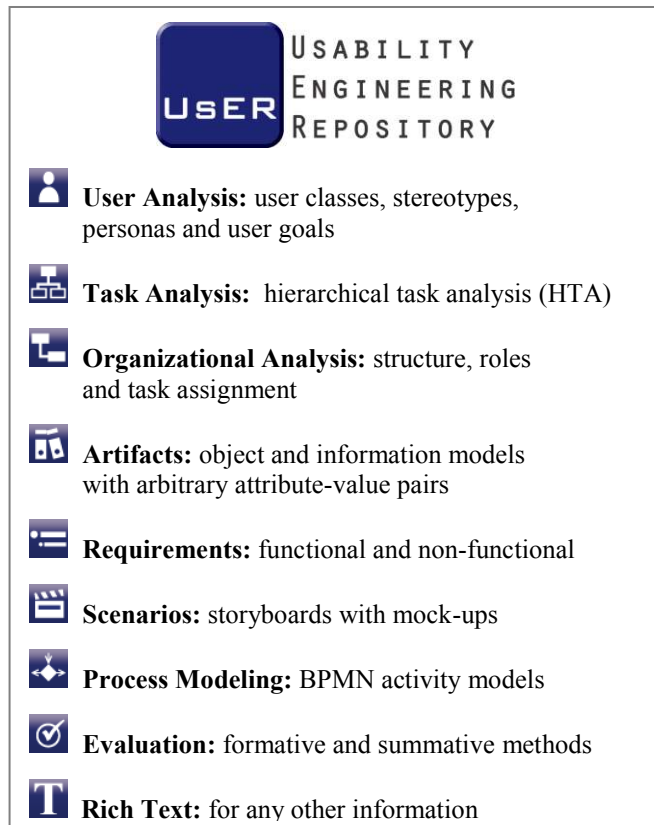 UsER
USABILITY
ENGINEERING
REPOSITORY
User Analysis: user classes, stereotypes,
personas and user goals
Task Analysis: hierarchical task analysis (HTA)
Organizational Analysis: structure, roles
and task assignment
Artifacts: object and information models
with arbitrary attribute-value pairs
Requirements: functional and non-functional
Scenarios: storyboards with mock-ups
Process Modeling: BPMN activity models
Evaluation: formative and summative methods
T Rich Text: for any other information